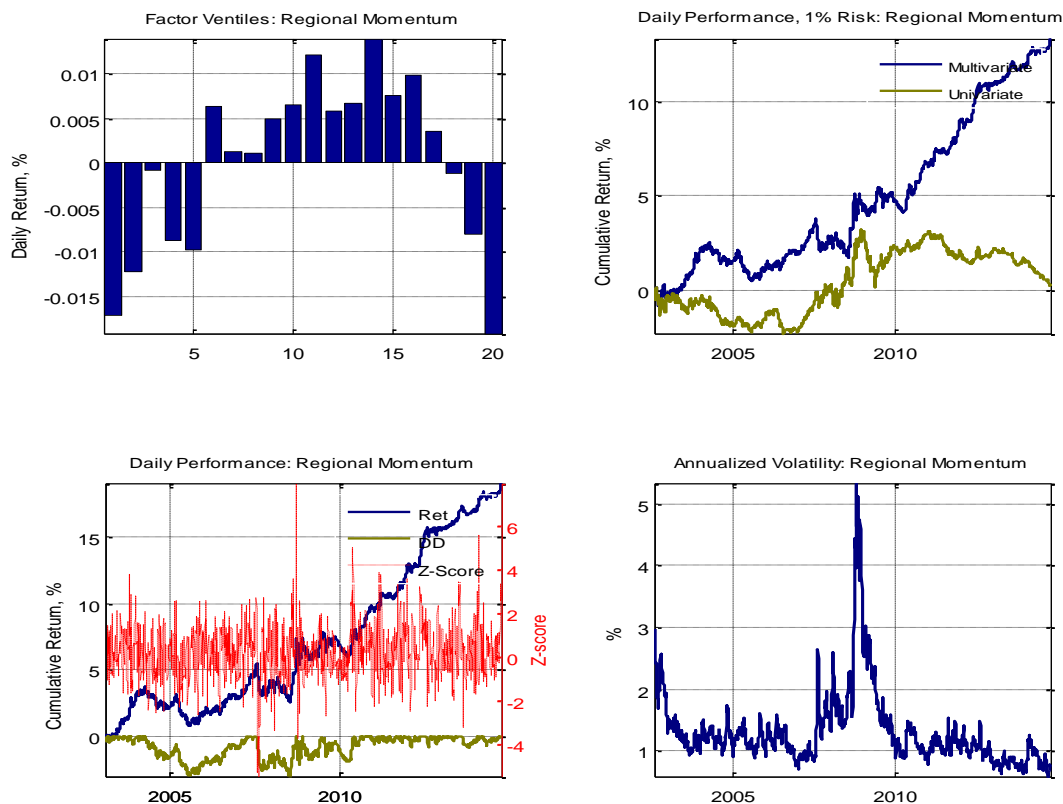 Factor Ventiles: Regional Momentum
Daily Return, %
0.01
0.005
0
-0.005
-0.01
-0.015
5
10
15
20
Daily Performance, 1% Risk: Regional Momentum
Cumulative Return, %
10
5
0
Multivariate
Univariate
2005
2010
Daily Performance: Regional Momentum
Cumulative Return, %
15
10
5
0
Ret
DD
Z-Score
6
4
2
0
-2
-4
Z-score
2005
2010
Annualized Volatility: Regional Momentum
%
5
4
3
2
1
2005
2010